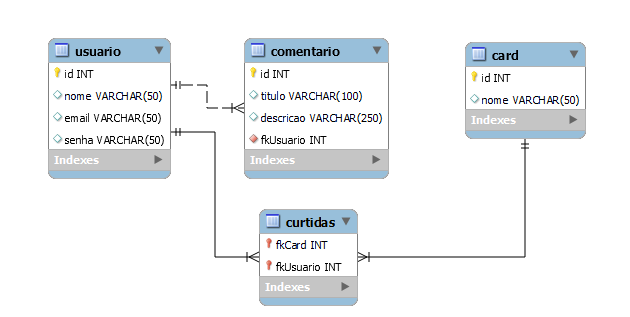 usuario
id INT
nome VARCHAR(50)
email VARCHAR(50)
senha VARCHAR(50)
Indexes
comentario
id INT
titulo VARCHAR(100)
descricao VARCHAR(250)
fkUsuario INT
Indexes
card
id INT
nome VARCHAR(50)
Indexes
curtidas
fkCard INT
fkUsuario INT
Indexes